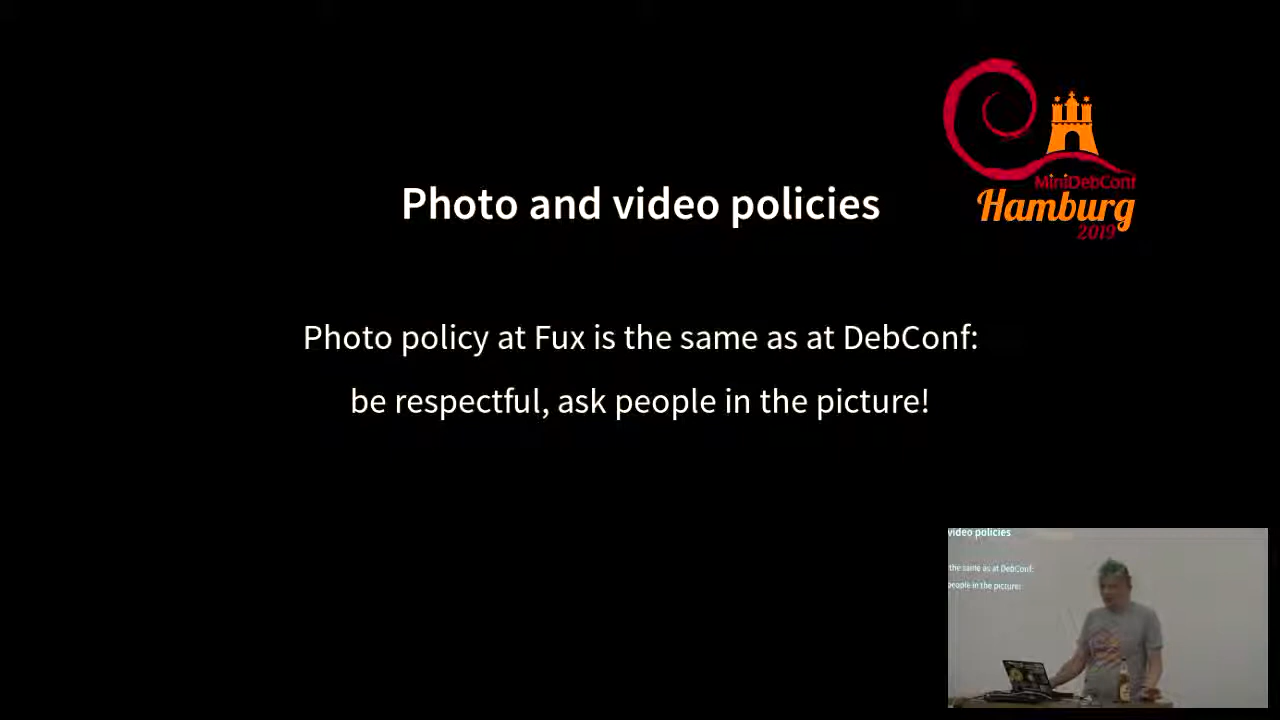 MiniDebConf
Hamburg
2019
Photo and video policies
Photo policy at Fux is the same as at DebConf:
be respectful, ask people in the picture!
video policies
the same as at DebConf:
people in the picture!